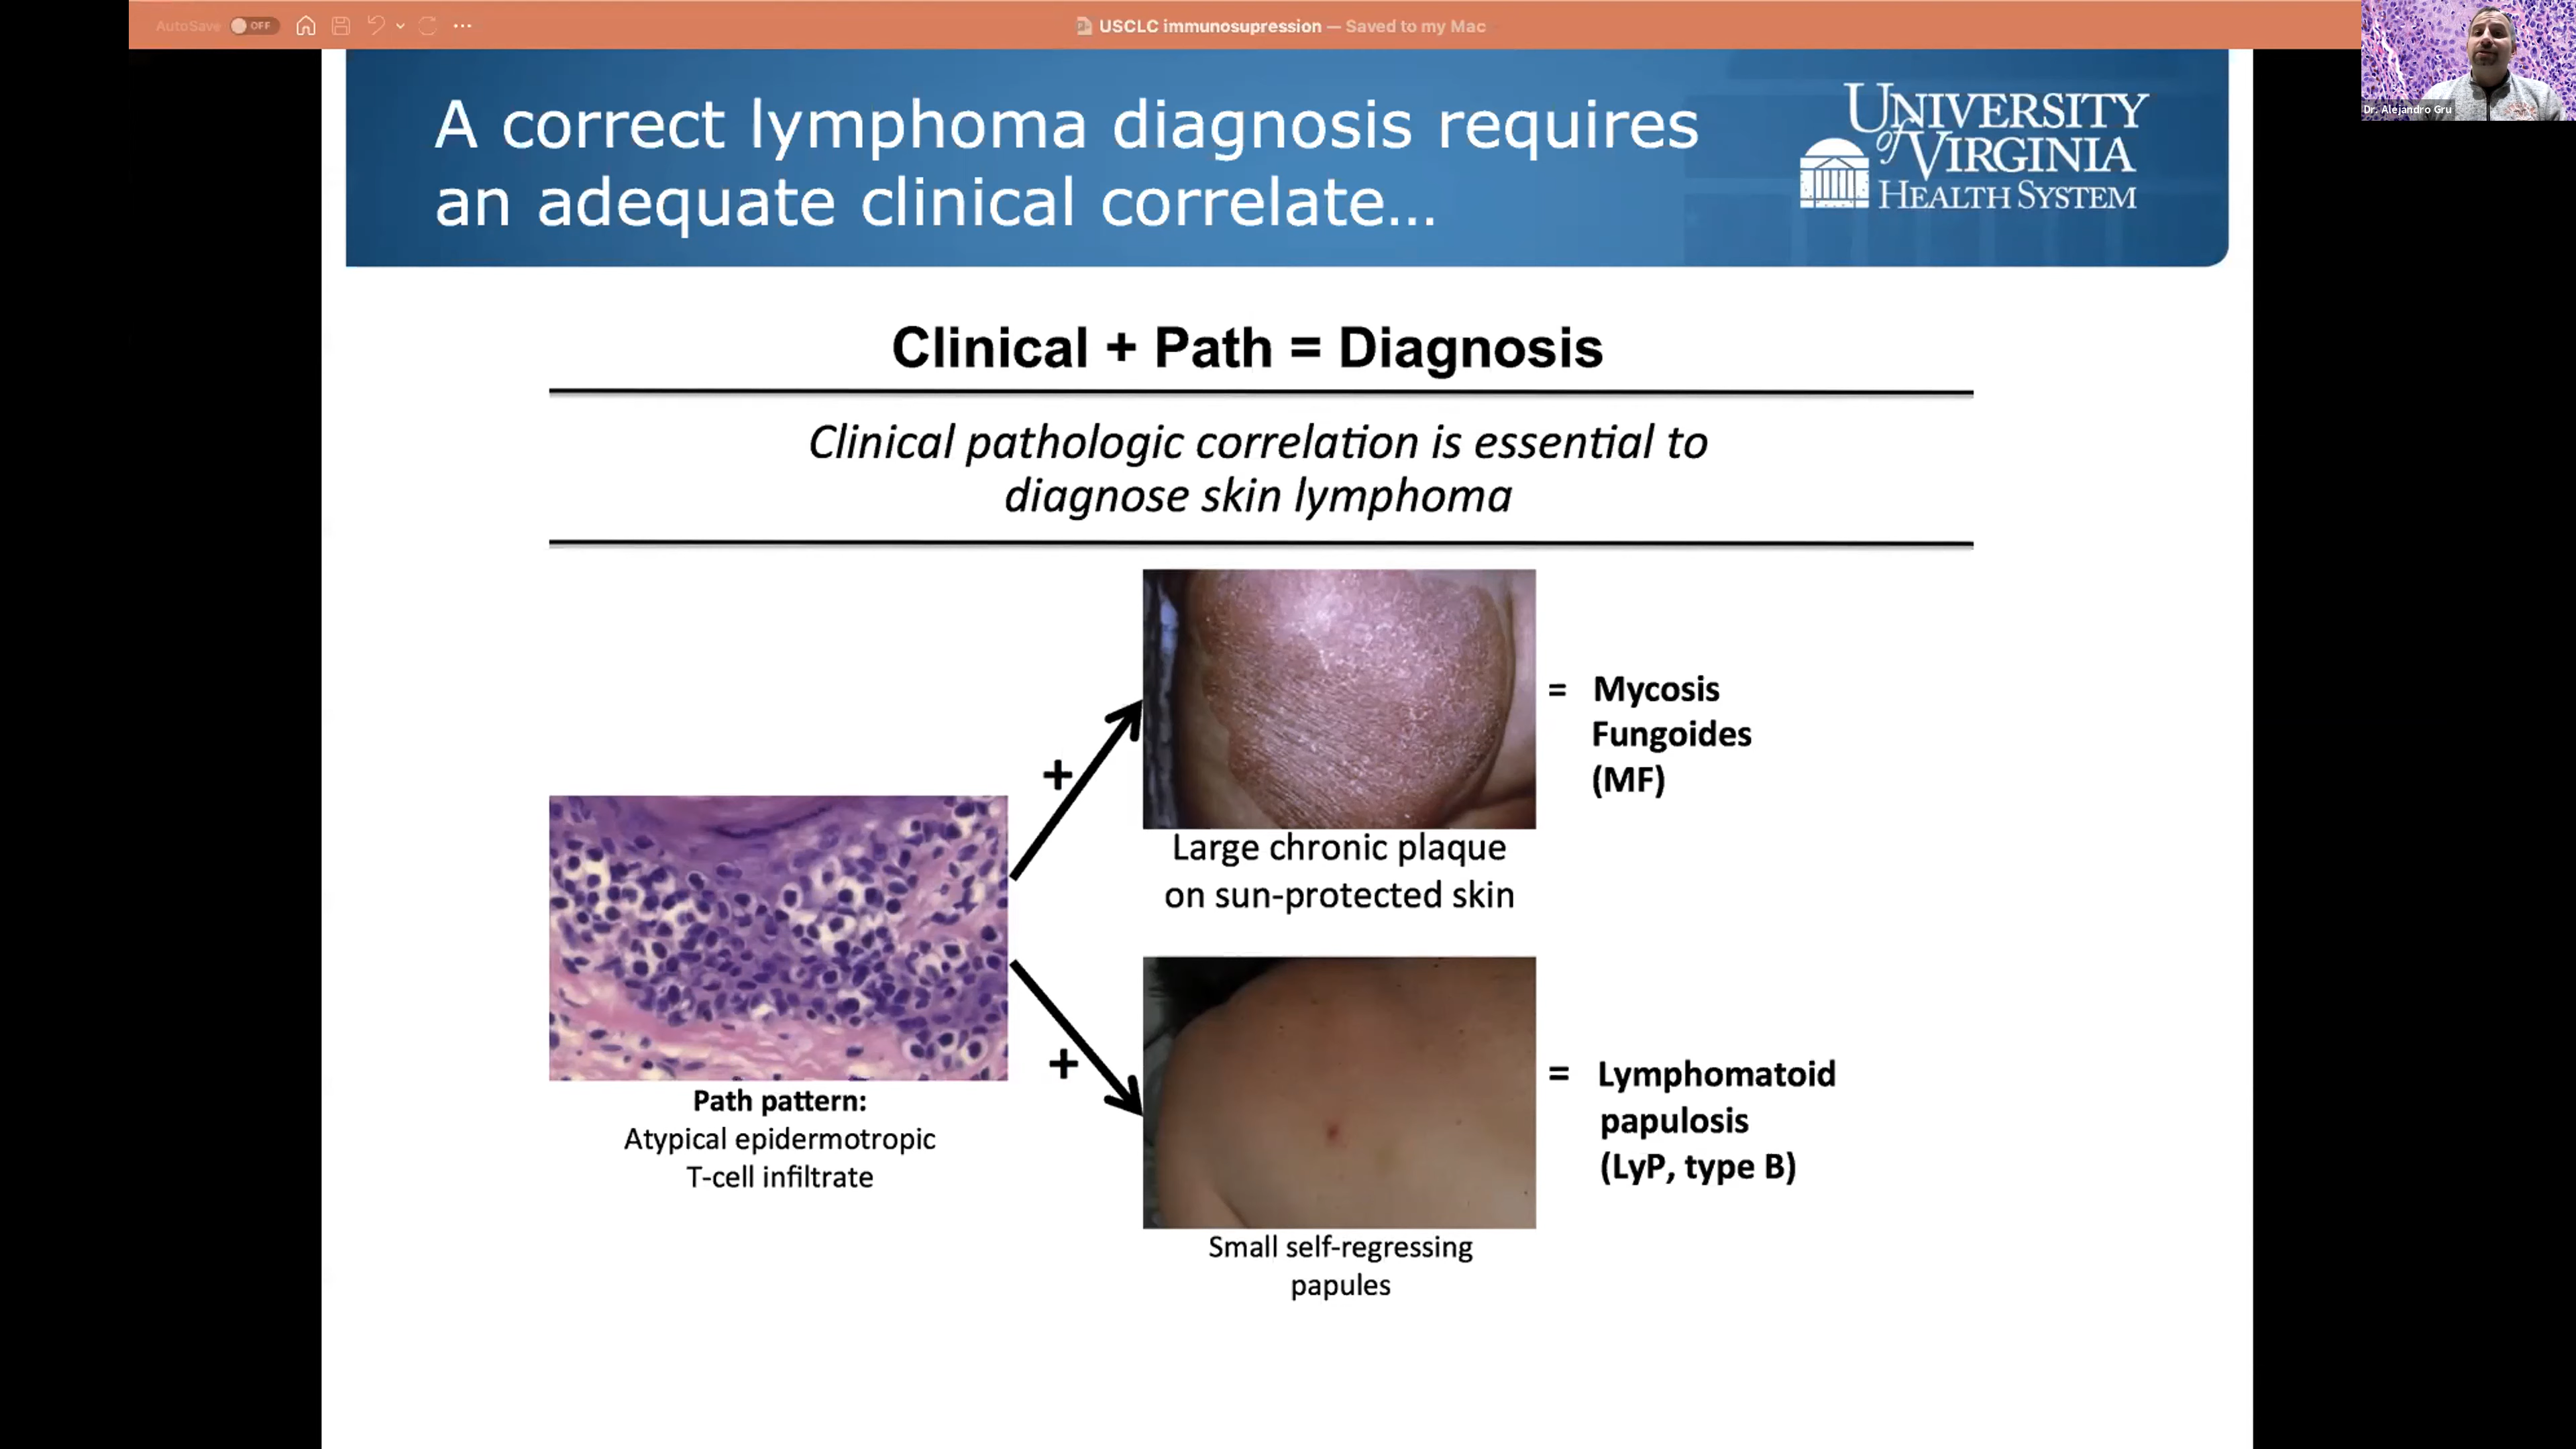 AutoSave OFF
USCLC immunosupression — Saved to my Mac
Dr. Alejandro Gru
A correct lymphoma diagnosis requires
an adequate clinical correlate...
UNIVERSITY
of VIRGINIA
HEALTH SYSTEM
Clinical + Path = Diagnosis
Clinical pathologic correlation is essential to
diagnose skin lymphoma
+
= Mycosis
Fungoides
(MF)
Large chronic plaque
on sun-protected skin
Path pattern:
Atypical epidermotropic
T-cell infiltrate
+
= Lymphomatoid
papulosis
(LyP, type B)
Small self-regressing
papules